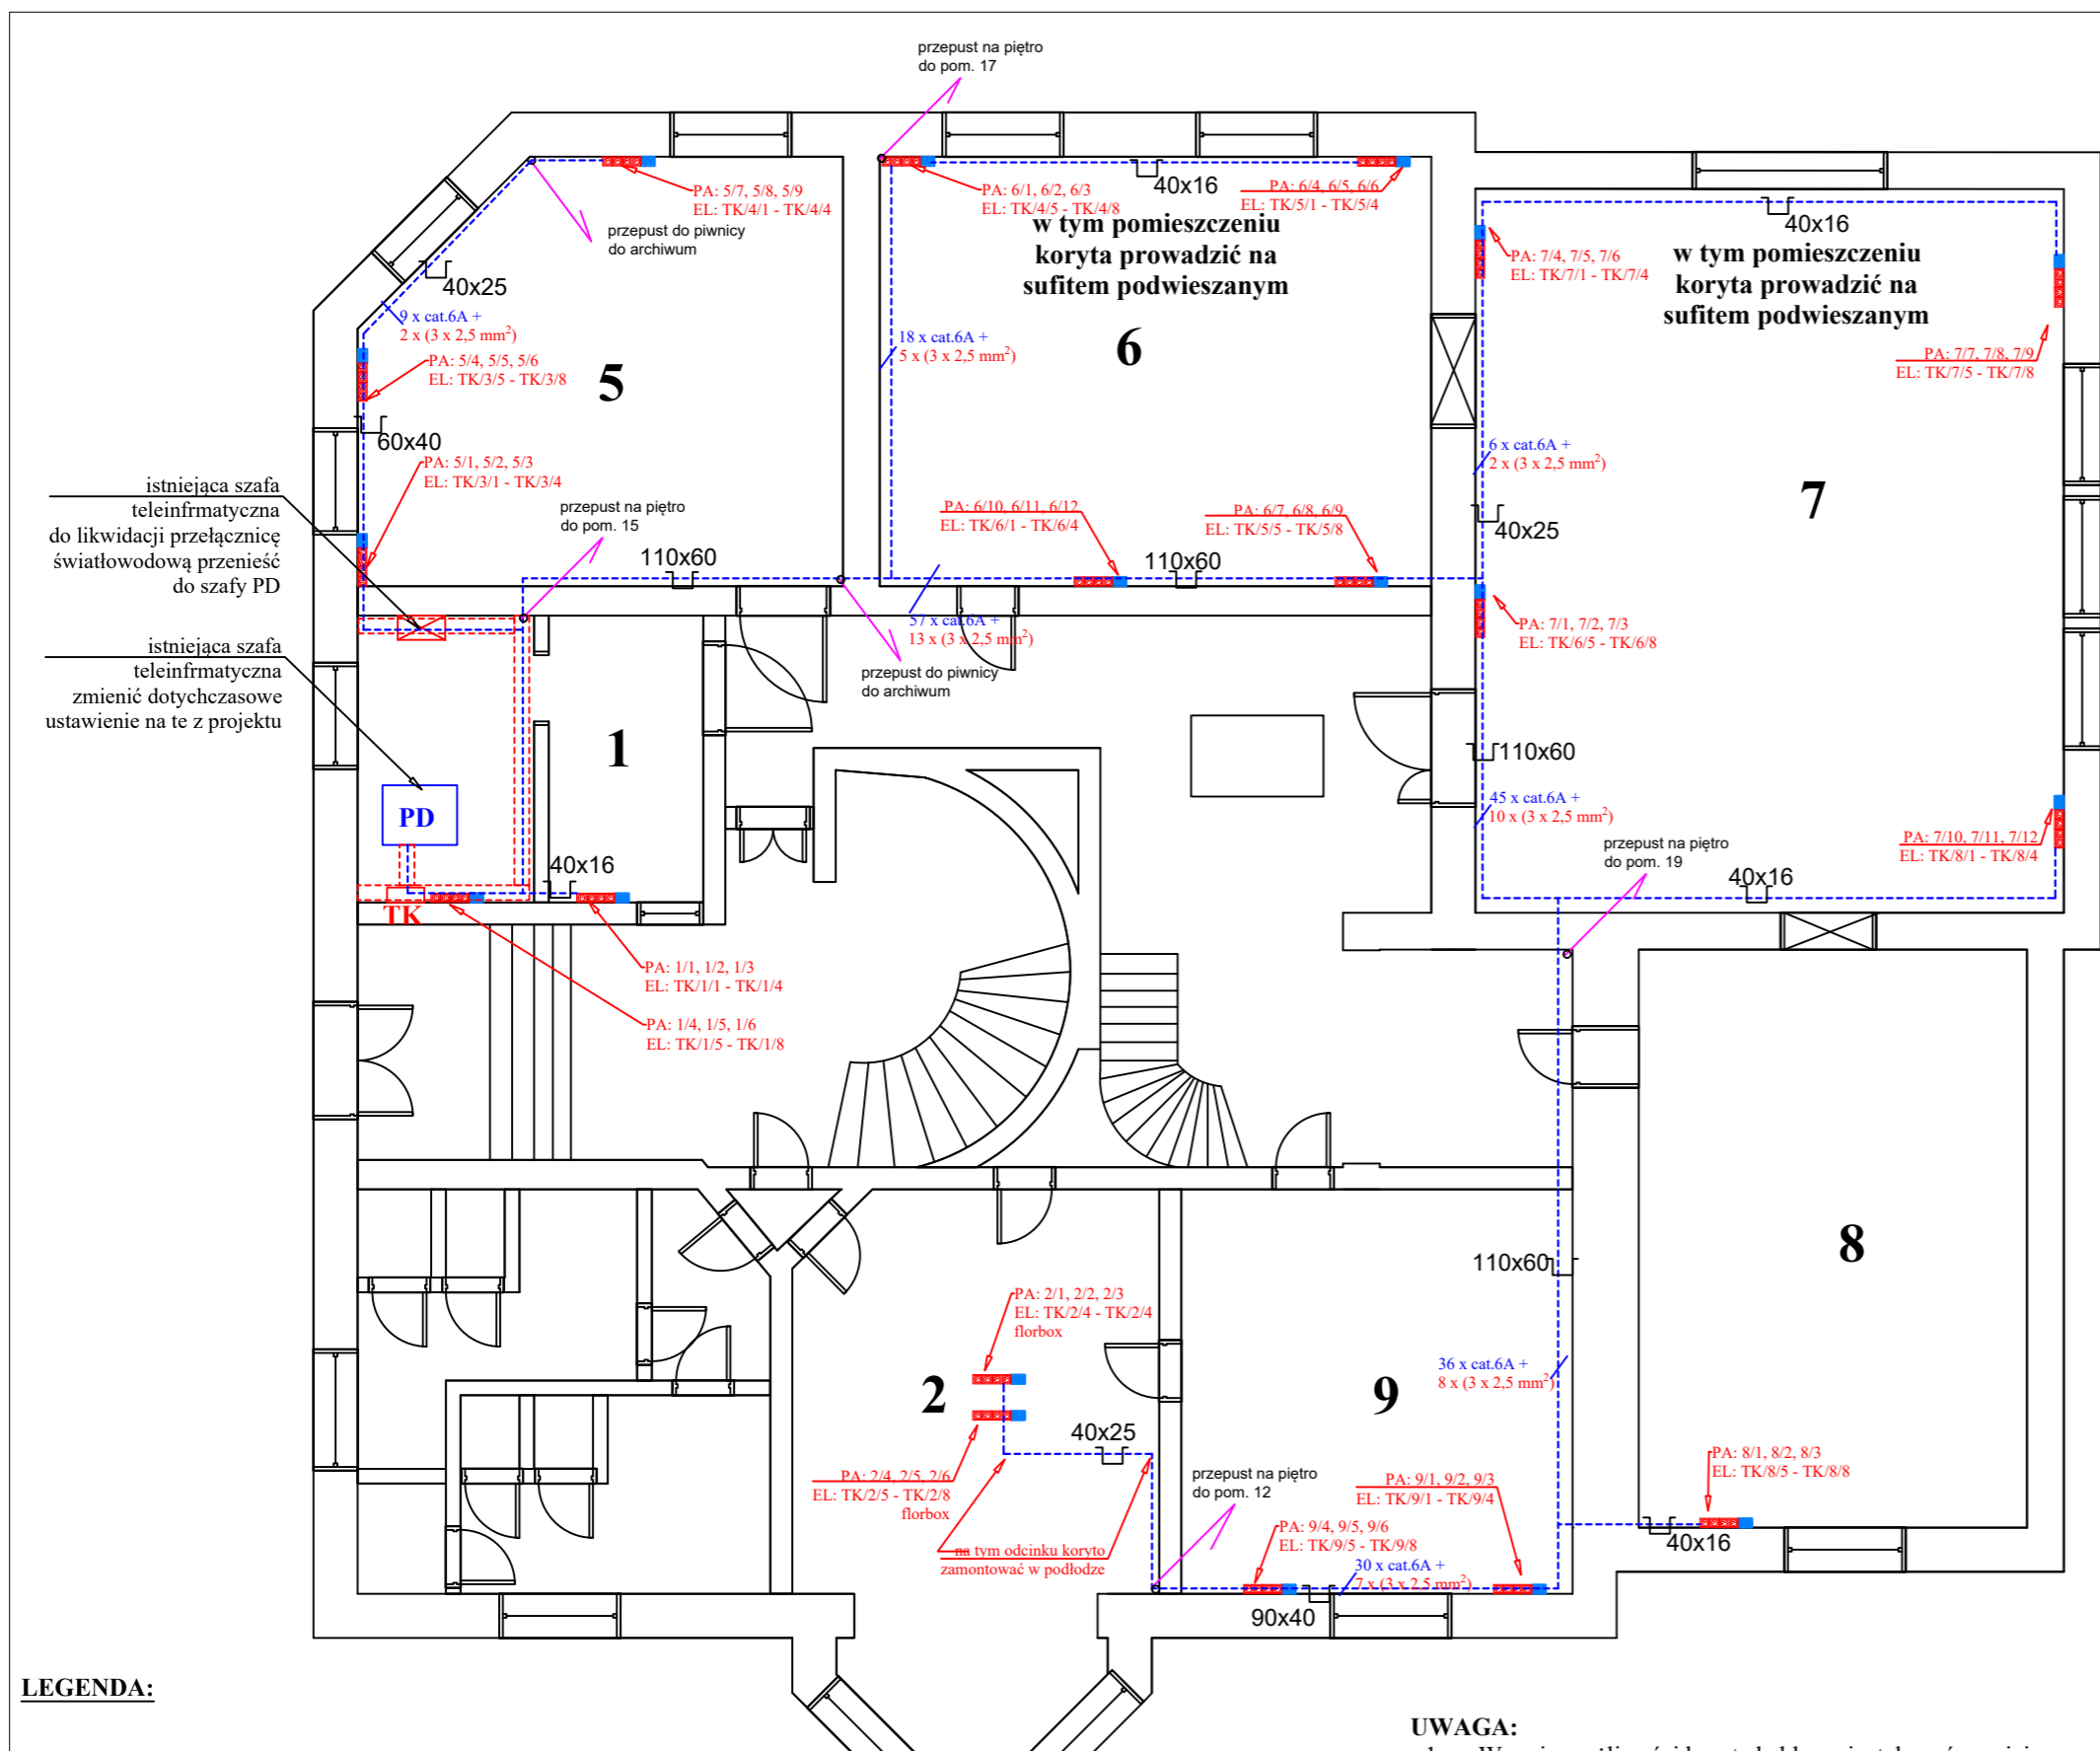 przepust na piętro
do pom. 17
PA: 5/7, 5/8, 5/9
EL: TK/4/1 - TK/4/4
przepust do piwnicy
do archiwum
40x25
9 x cat.6A +
2 x (3 x 2,5 mm²)
PA: 5/4, 5/5, 5/6
EL: TK/3/5 - TK/3/8
5
60x40
PA: 5/1, 5/2, 5/3
EL: TK/3/1 - TK/3/4
przepust na piętro
do pom. 15
110x60
PA: 6/1, 6/2, 6/3
EL: TK/4/5 - TK/4/8
40x16
PA: 6/4, 6/5, 6/6
EL: TK/5/1 - TK/5/4
w tym pomieszczeniu
koryta prowadzić na
sufitem podwieszanym
6
18 x cat.6A +
5 x (3 x 2,5 mm²)
PA: 6/10, 6/11, 6/12
EL: TK/6/1 - TK/6/4
PA: 6/7, 6/8, 6/9
EL: TK/5/5 - TK/5/8
110x60
57 x cat.6A +
13 x (3 x 2,5 mm²)
przepust do piwnicy
do archiwum
40x16
PA: 7/4, 7/5, 7/6
EL: TK/7/1 - TK/7/4
w tym pomieszczeniu
koryta prowadzić na
sufitem podwieszanym
PA: 7/7, 7/8, 7/9
EL: TK/7/5 - TK/7/8
6 x cat.6A +
2 x (3 x 2,5 mm²)
7
40x25
PA: 7/1, 7/2, 7/3
EL: TK/6/5 - TK/6/8
110x60
45 x cat.6A +
10 x (3 x 2,5 mm²)
PA: 7/10, 7/11, 7/12
EL: TK/8/1 - TK/8/4
przepust na piętro
do pom. 19
40x16
istniejąca szafa
teleinfrmatyczna
do likwidacji przełącznicę
światłowodową przenieść
do szafy PD
istniejąca szafa
teleinfrmatyczna
zmienić dotychczasowe
ustawienie na te z projektu
1
PD
40x16
TK
PA: 1/1, 1/2, 1/3
EL: TK/1/1 - TK/1/4
PA: 1/4, 1/5, 1/6
EL: TK/1/5 - TK/1/8
8
110x60
PA: 2/1, 2/2, 2/3
EL: TK/2/4 - TK/2/4
florbox
2
36 x cat.6A +
8 x (3 x 2,5 mm²)
9
40x25
PA: 2/4, 2/5, 2/6
EL: TK/2/5 - TK/2/8
florbox
przepust na piętro
do pom. 12
PA: 9/1, 9/2, 9/3
EL: TK/9/1 - TK/9/4
PA: 8/1, 8/2, 8/3
EL: TK/8/5 - TK/8/8
PA: 9/4, 9/5, 9/6
EL: TK/9/5 - TK/9/8
na tym odcinku koryto
zamontować w podłodze
30 x cat.6A +
7 x (3 x 2,5 mm²)
40x16
90x40
LEGENDA:
UWAGA: